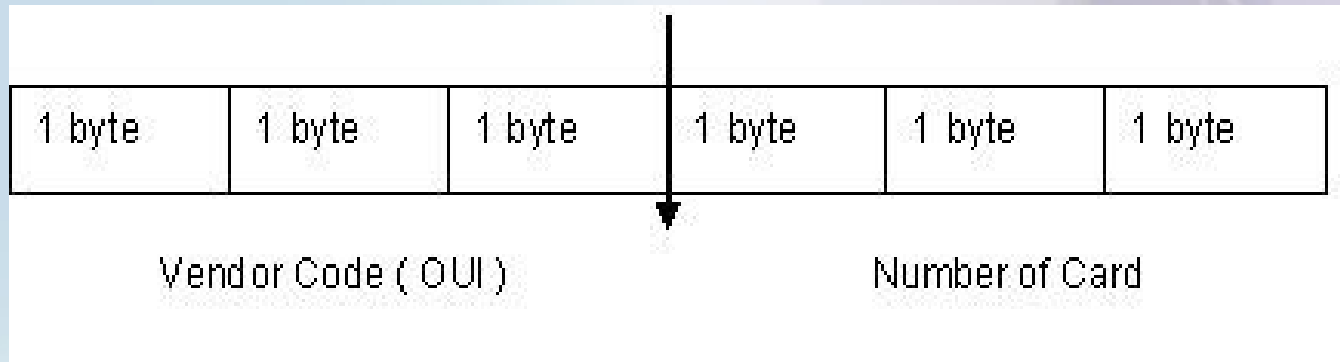 1 byte 1 byte 1 byte 1 byte 1 byte 1 byte
Vendor Code ( OUI ) Number of Card